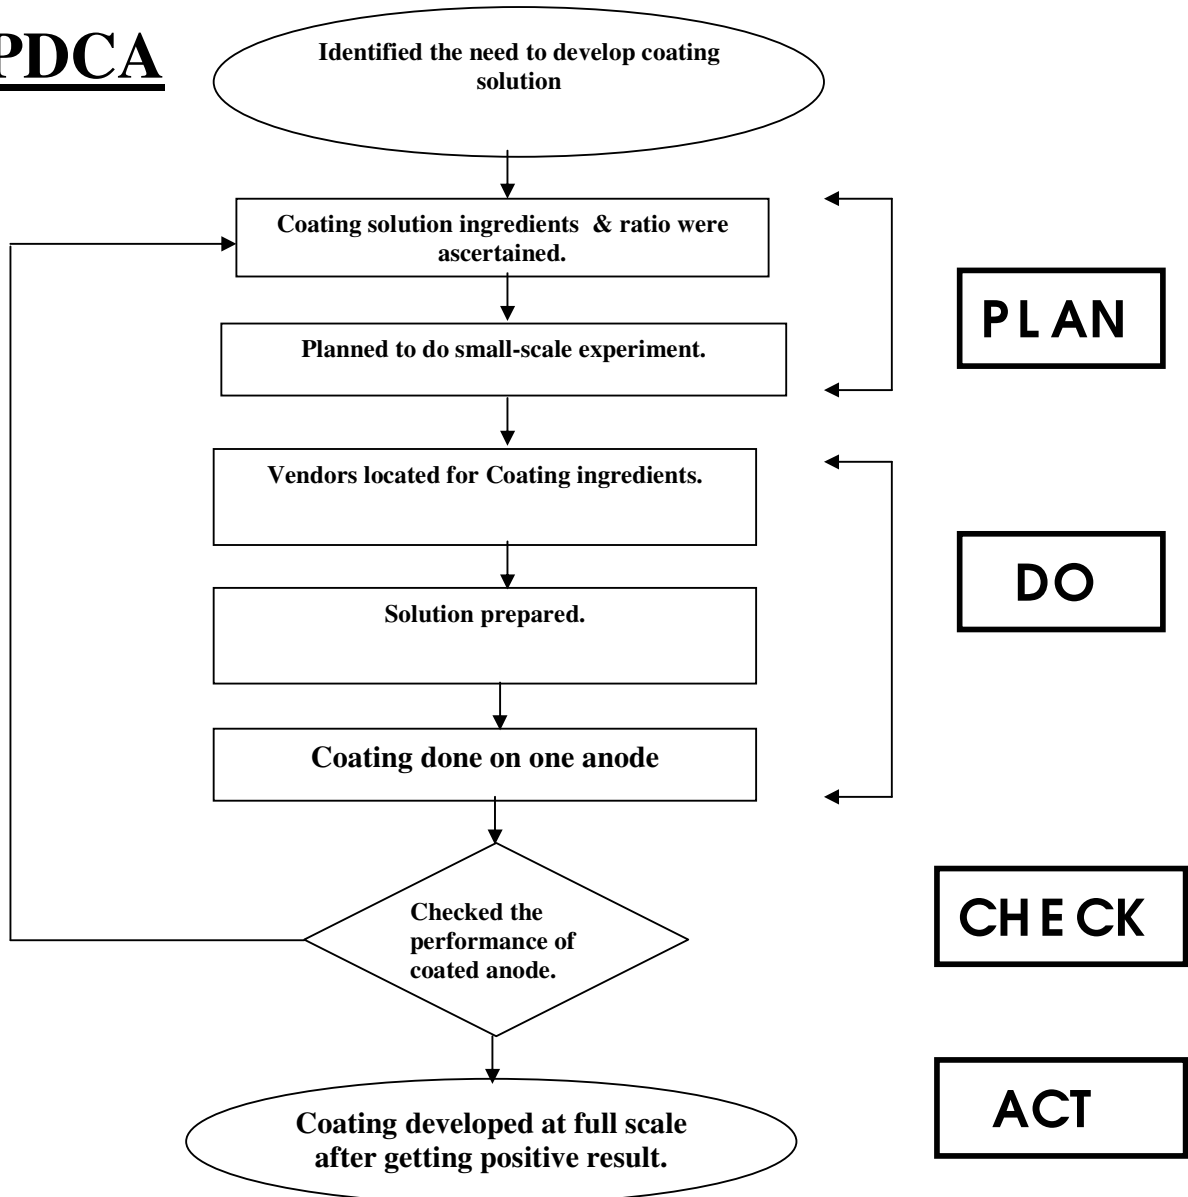 PDCA
Identified the need to develop coating
solution
Coating solution ingredients & ratio were
ascertained.
PLAN
Planned to do small-scale experiment.
Vendors located for Coating ingredients.
DO
Solution prepared.
Coating done on one anode
CHECK
Checked the
performance of
coated anode.
ACT
Coating developed at full scale
after getting positive result.